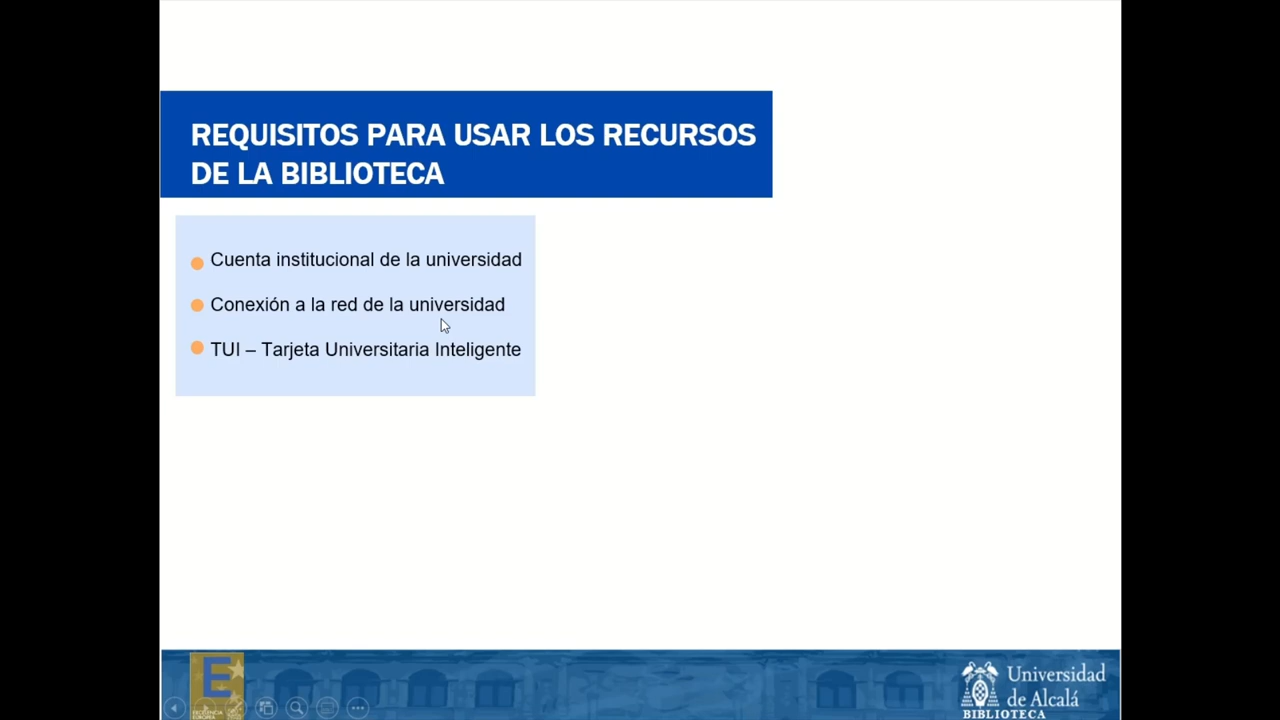 REQUISITOS PARA USAR LOS RECURSOS
DE LA BIBLIOTECA
Cuenta institucional de la universidad
Conexión a la red de la universidad
TUI – Tarjeta Universitaria Inteligente
E
Universidad
de Alcalá
BIBLIOTECA